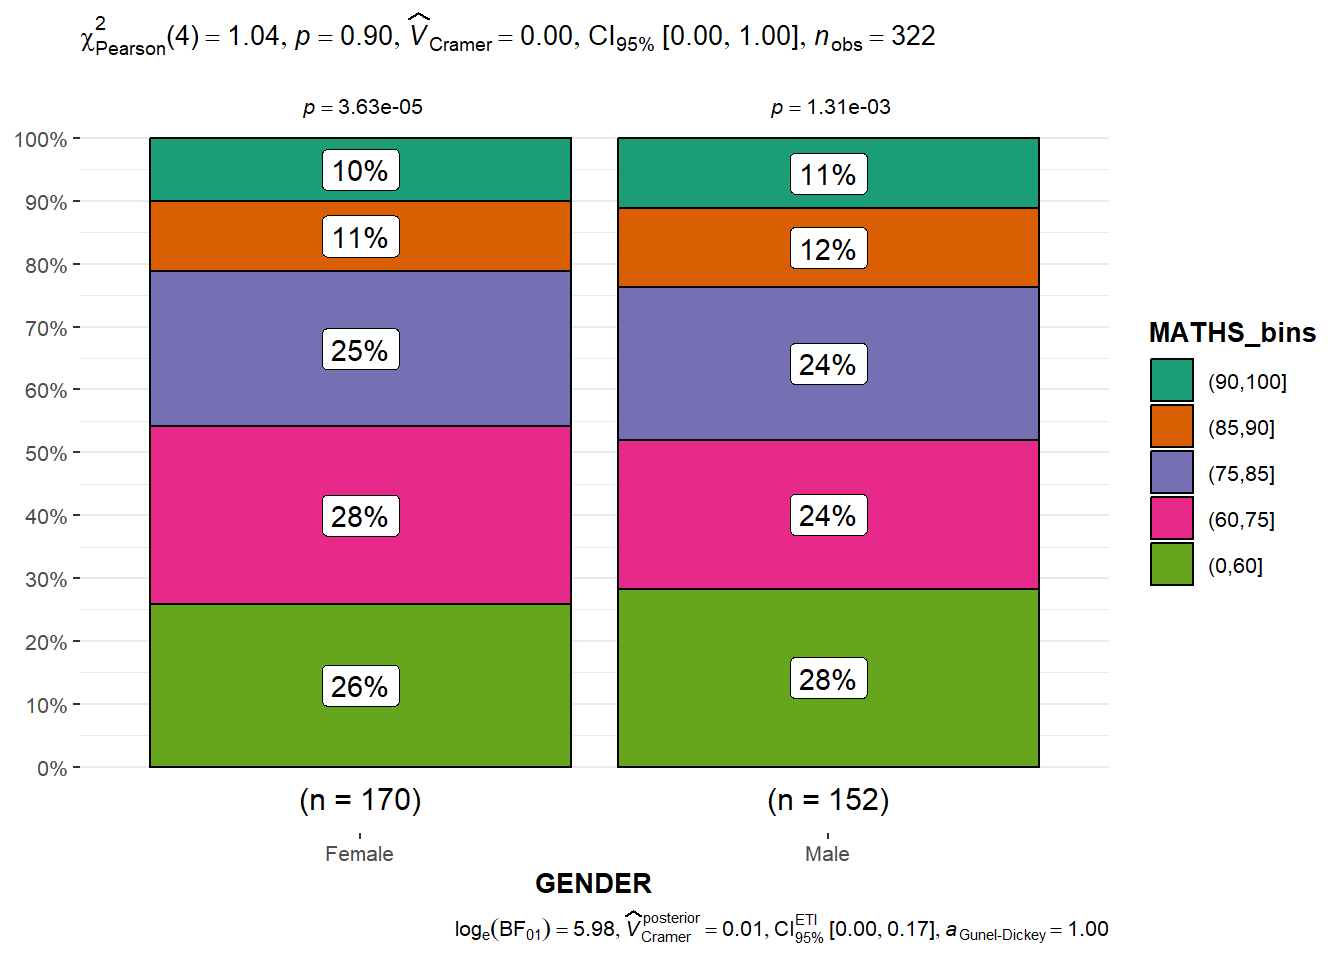 χ²Pearson(4) = 1.04, p = 0.90, V̂Cramer = 0.00, CI95% [0.00, 1.00], nobs = 322
p = 3.63e-05
p = 1.31e-03
100%
90%
80%
70%
60%
50%
40%
30%
20%
10%
0%
10%
11%
25%
28%
26%
11%
12%
24%
24%
28%
(n = 170)
(n = 152)
Female
Male
GENDER
MATHS_bins
(90,100]
(85,90]
(75,85]
(60,75]
(0,60]
loge(BF01) = 5.98, V̂posteriorCramer = 0.01, CIETI95% [0.00, 0.17], aGunel-Dickey = 1.00